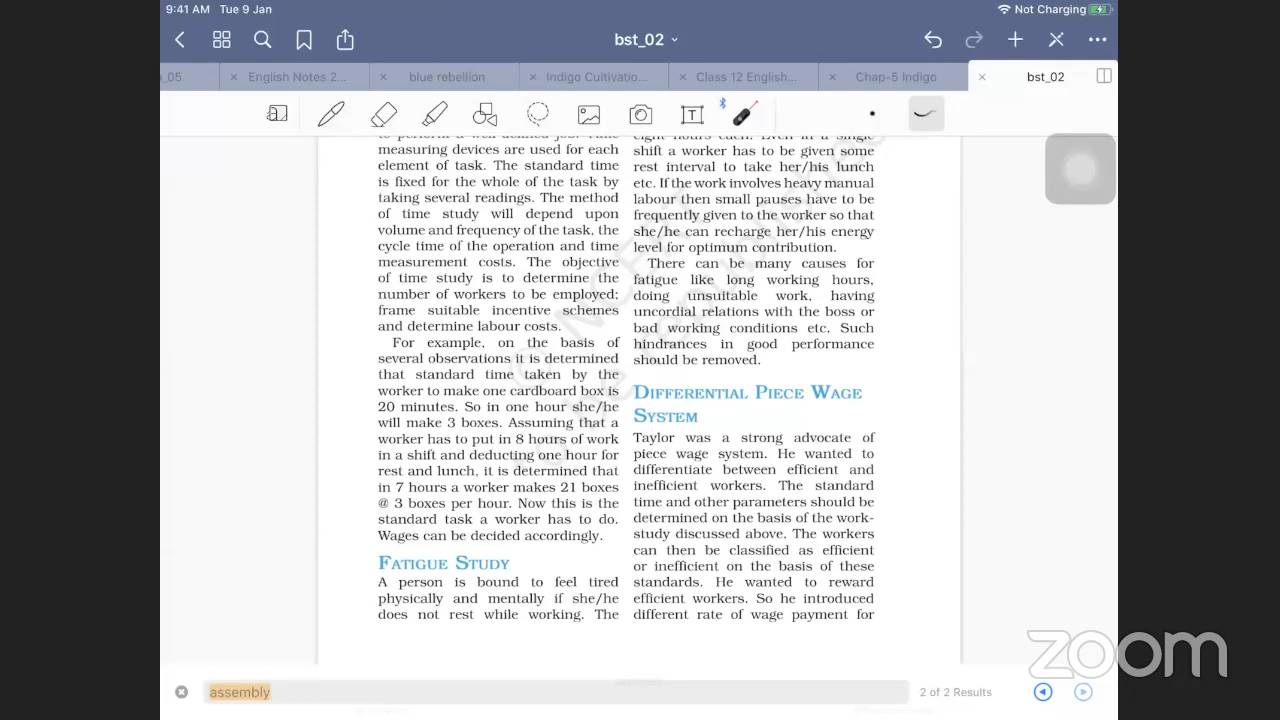 9:41 AM Tue 9 Jan
Not Charging
bst_02
_05
English Notes 2...
blue rebellion
Indigo Cultivatio...
Class 12 English...
Chap-5 Indigo
bst_02
to perform a well-defined job. Time
measuring devices are used for each
element of task. The standard time
is fixed for the whole of the task by
taking several readings. The method
of time study will depend upon
volume and frequency of the task, the
cycle time of the operation and time
measurement costs. The objective
of time study is to determine the
number of workers to be employed;
frame suitable incentive schemes
and determine labour costs.
For example, on the basis of
several observations it is determined
that standard time taken by the
worker to make one cardboard box is
20 minutes. So in one hour she/he
will make 3 boxes. Assuming that a
worker has to put in 8 hours of work
in a shift and deducting one hour for
rest and lunch, it is determined that
in 7 hours a worker makes 21 boxes
@ 3 boxes per hour. Now this is the
standard task a worker has to do.
Wages can be decided accordingly.
FATIGUE STUDY
A person is bound to feel tired
physically and mentally if she/he
does not rest while working. The
eight hours each. Even in a single
shift a worker has to be given some
rest interval to take her/his lunch
etc. If the work involves heavy manual
labour then small pauses have to be
frequently given to the worker so that
she/he can recharge her/his energy
level for optimum contribution.
There can be many causes for
fatigue like long working hours,
doing unsuitable work, having
uncordial relations with the boss or
bad working conditions etc. Such
hindrances in good performance
should be removed.
DIFFERENTIAL PIECE WAGE
SYSTEM
Taylor was a strong advocate of
piece wage system. He wanted to
differentiate between efficient and
inefficient workers. The standard
time and other parameters should be
determined on the basis of the work-
study discussed above. The workers
can then be classified as efficient
or inefficient on the basis of these
standards. He wanted to reward
efficient workers. So he introduced
different rate of wage payment for
© NCERT
be republished
assembly
2 of 2 Results
zoom